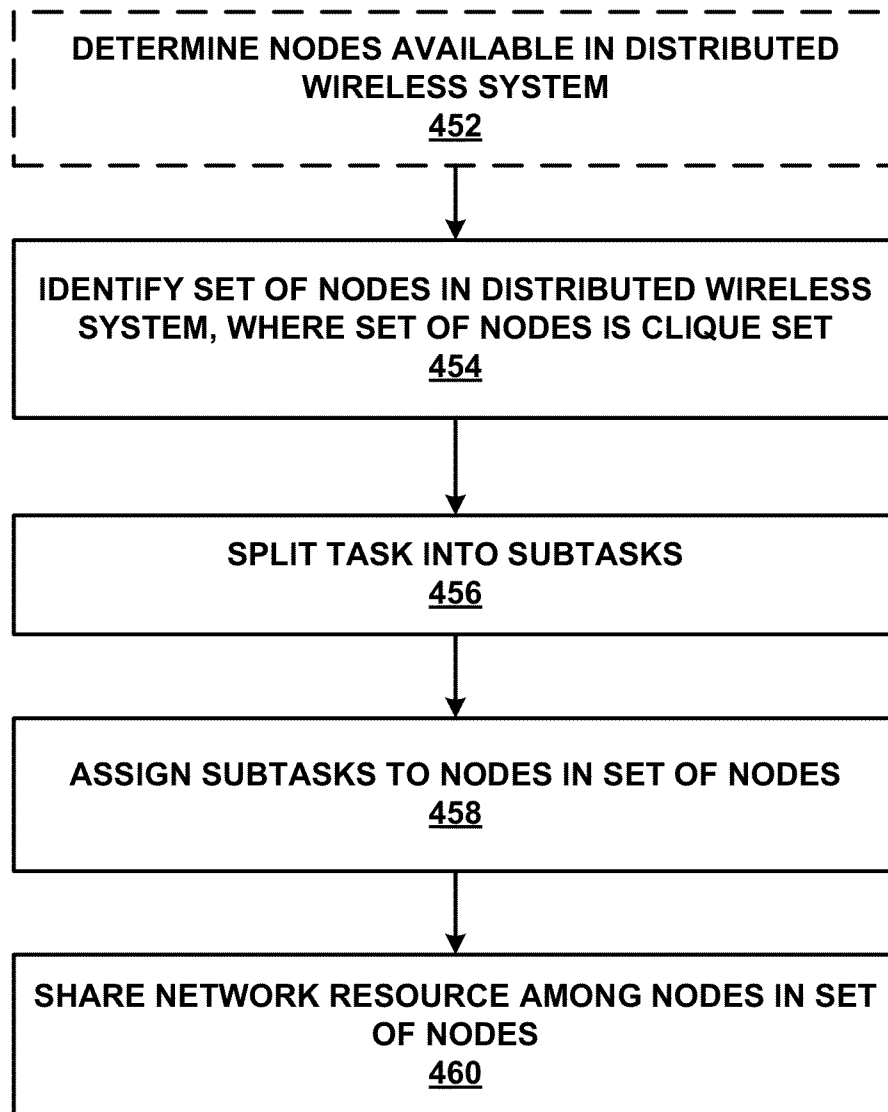 DETERMINE NODES AVAILABLE IN DISTRIBUTED
WIRELESS SYSTEM
452
IDENTIFY SET OF NODES IN DISTRIBUTED WIRELESS
SYSTEM, WHERE SET OF NODES IS CLIQUE SET
454
SPLIT TASK INTO SUBTASKS
456
ASSIGN SUBTASKS TO NODES IN SET OF NODES
458
SHARE NETWORK RESOURCE AMONG NODES IN SET
OF NODES
460